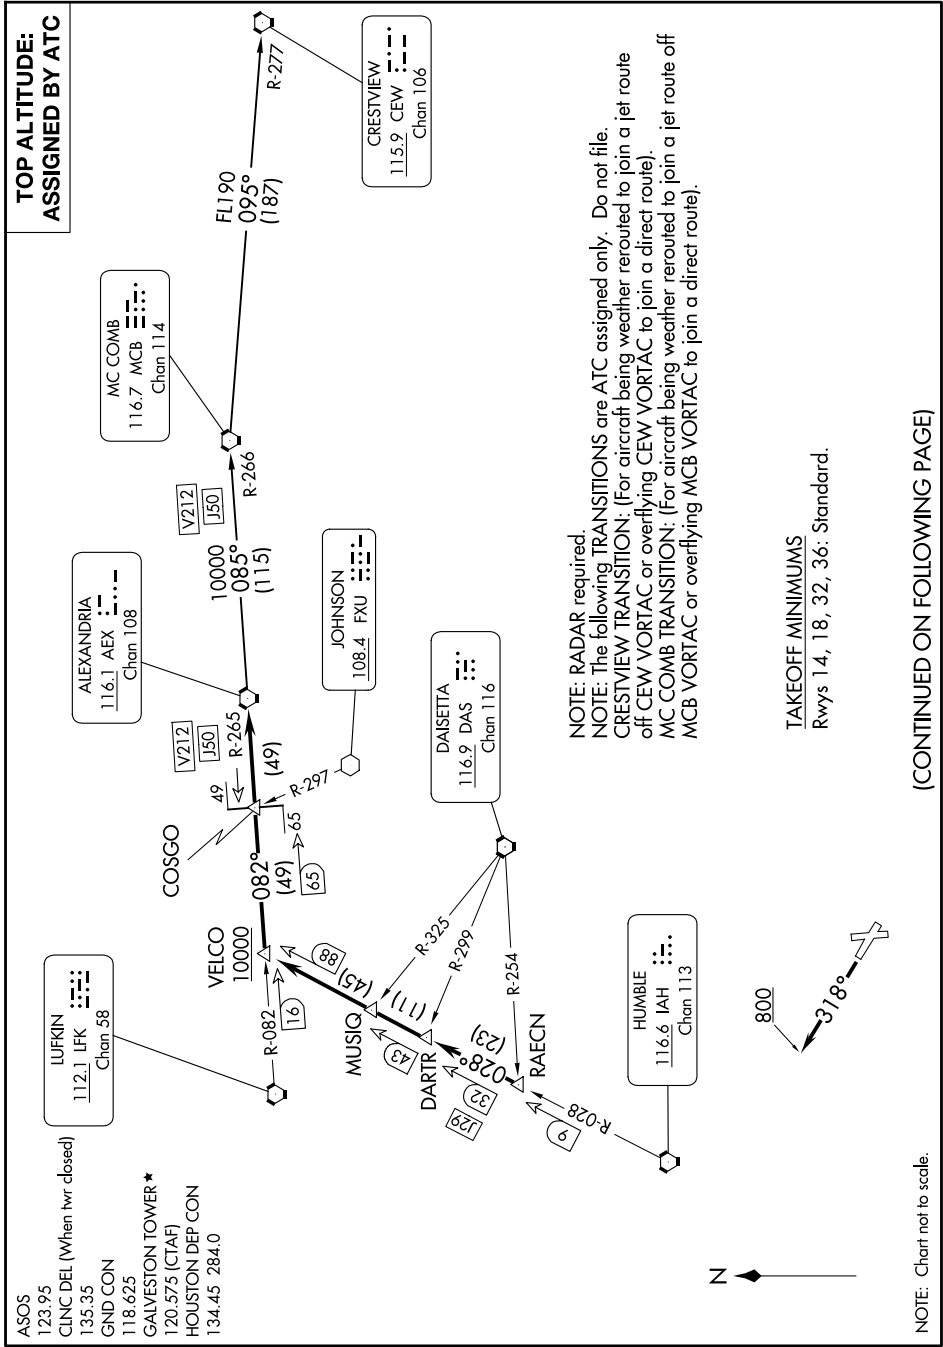 TOP ALTITUDE:
ASSIGNED BY ATC
ASOS
123.95
CLNC DEL (When twr closed)
135.35
GND CON
118.625
GALVESTON TOWER★
120.575 (CTAF)
HOUSTON DEP CON
134.45 284.0
LUFKIN
112.1 LFK
Chan 58
ALEXANDRIA
116.1 AEX
Chan 108
MC COMB
116.7 MCB
Chan 114
CRESTVIEW
115.9 CEW
Chan 106
JOHNSON
108.4 FXU
DAISETTA
116.9 DAS
Chan 116
HUMBLE
116.6 IAH
Chan 113
R-082
16
VELCO
10000
082°
(49)
65
65
COSGO
49
R-297
V212
J50
R-265
(49)
10000
085°
(115)
V212
J50
R-266
FL190
095°
(187)
R-277
88
(45)
MUSIQ
R-325
43
(11)
DARTR
R-299
32
J29
(23)
028°
RAECN
R-254
9
R-028
NOTE: RADAR required.
NOTE: The following TRANSITIONS are ATC assigned only. Do not file.
CRESTVIEW TRANSITION: (For aircraft being weather rerouted to join a jet route
off CEW VORTAC or overflying CEW VORTAC to join a direct route).
MC COMB TRANSITION: (For aircraft being weather rerouted to join a jet route off
MCB VORTAC or overflying MCB VORTAC to join a direct route).
TAKEOFF MINIMUMS
Rwys 14, 18, 32, 36: Standard.
800
318°
N
NOTE: Chart not to scale.
(CONTINUED ON FOLLOWING PAGE)